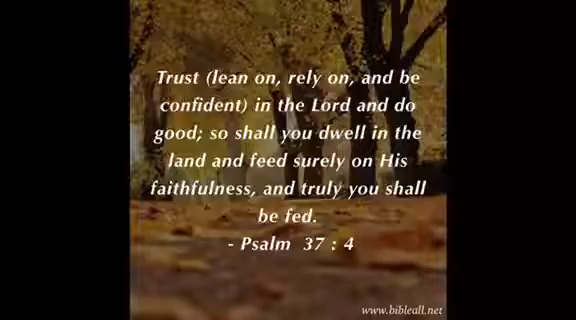 Trust (lean on, rely on, and be
confident) in the Lord and do
good; so shall you dwell in the
land and feed surely on His
faithfulness, and truly you shall
be fed.
- Psalm 37 : 4
www.bibleall.net